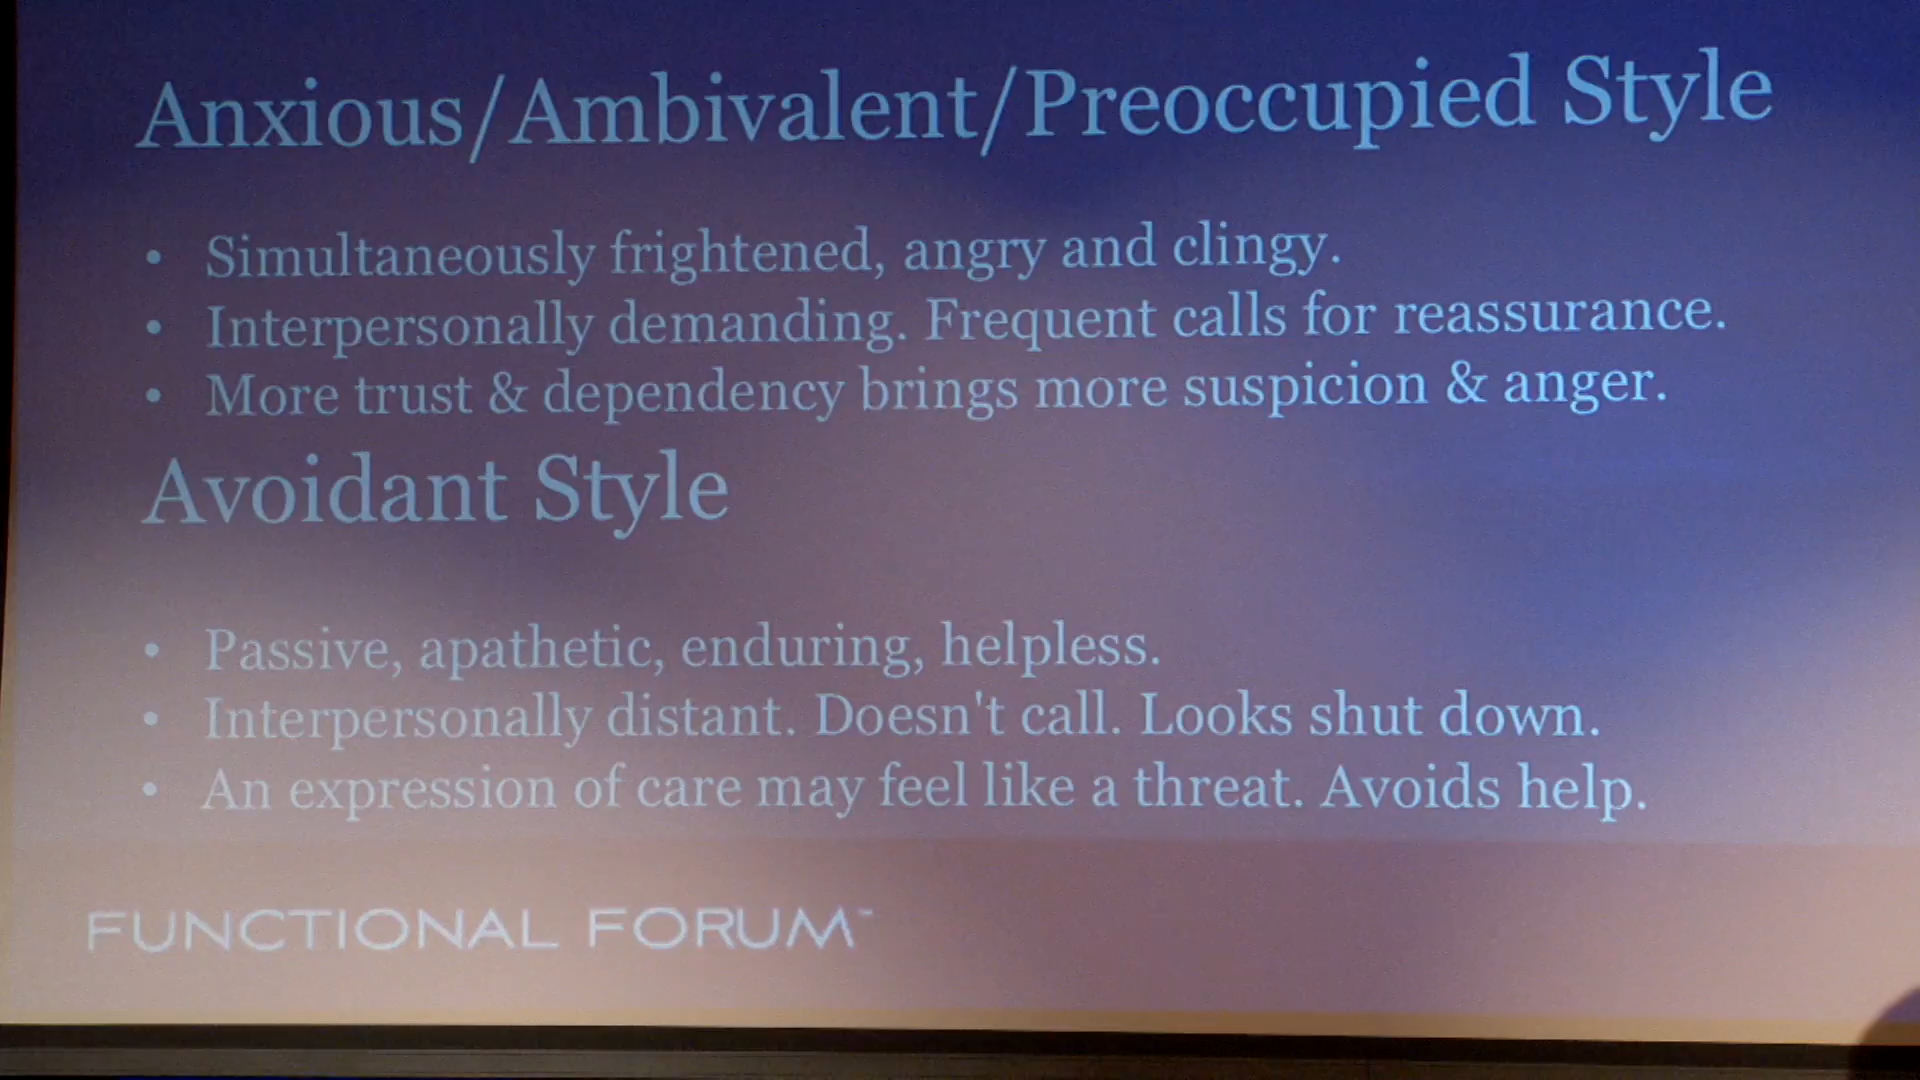 Anxious/Ambivalent/Preoccupied Style
• Simultaneously frightened, angry and clingy.
• Interpersonally demanding. Frequent calls for reassurance.
• More trust & dependency brings more suspicion & anger.
Avoidant Style
• Passive, apathetic, enduring, helpless.
• Interpersonally distant. Doesn't call. Looks shut down.
• An expression of care may feel like a threat. Avoids help.
FUNCTIONAL FORUM™